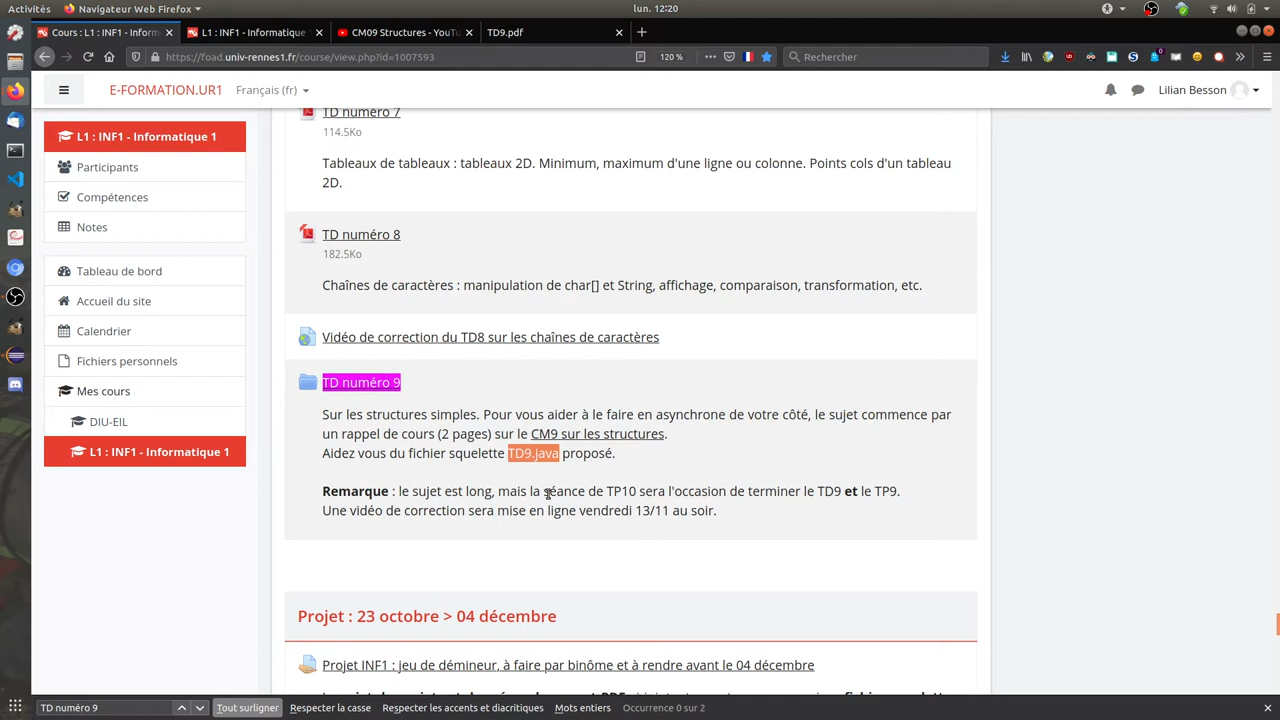 Activités
Navigateur Web Firefox
lun. 12:20
Cours : L1 : INF1 - Inform
L1 : INF1 - Informatique
CM09 Structures - YouTu
TD9.pdf
https://foad.univ-rennes1.fr/course/view.php?id=1007593
120 %
Rechercher
E-FORMATION.UR1
Français (fr)
Lilian Besson
L1 : INF1 - Informatique 1
Participants
Compétences
Notes
Tableau de bord
Accueil du site
Calendrier
Fichiers personnels
Mes cours
DIU-EIL
L1 : INF1 - Informatique 1
TD numéro 7
114.5Ko
Tableaux de tableaux : tableaux 2D. Minimum, maximum d'une ligne ou colonne. Points cols d'un tableau
2D.
TD numéro 8
182.5Ko
Chaînes de caractères : manipulation de char[] et String, affichage, comparaison, transformation, etc.
Vidéo de correction du TD8 sur les chaînes de caractères
TD numéro 9
Sur les structures simples. Pour vous aider à le faire en asynchrone de votre côté, le sujet commence par
un rappel de cours (2 pages) sur le CM9 sur les structures.
Aidez vous du fichier squelette TD9.java proposé.
Remarque : le sujet est long, mais la séance de TP10 sera l'occasion de terminer le TD9 et le TP9.
Une vidéo de correction sera mise en ligne vendredi 13/11 au soir.
Projet : 23 octobre > 04 décembre
Projet INF1 : jeu de démineur, à faire par binôme et à rendre avant le 04 décembre
TD numéro 9
Tout surligner
Respecter la casse
Respecter les accents et diacritiques
Mots entiers
Occurrence 0 sur 2